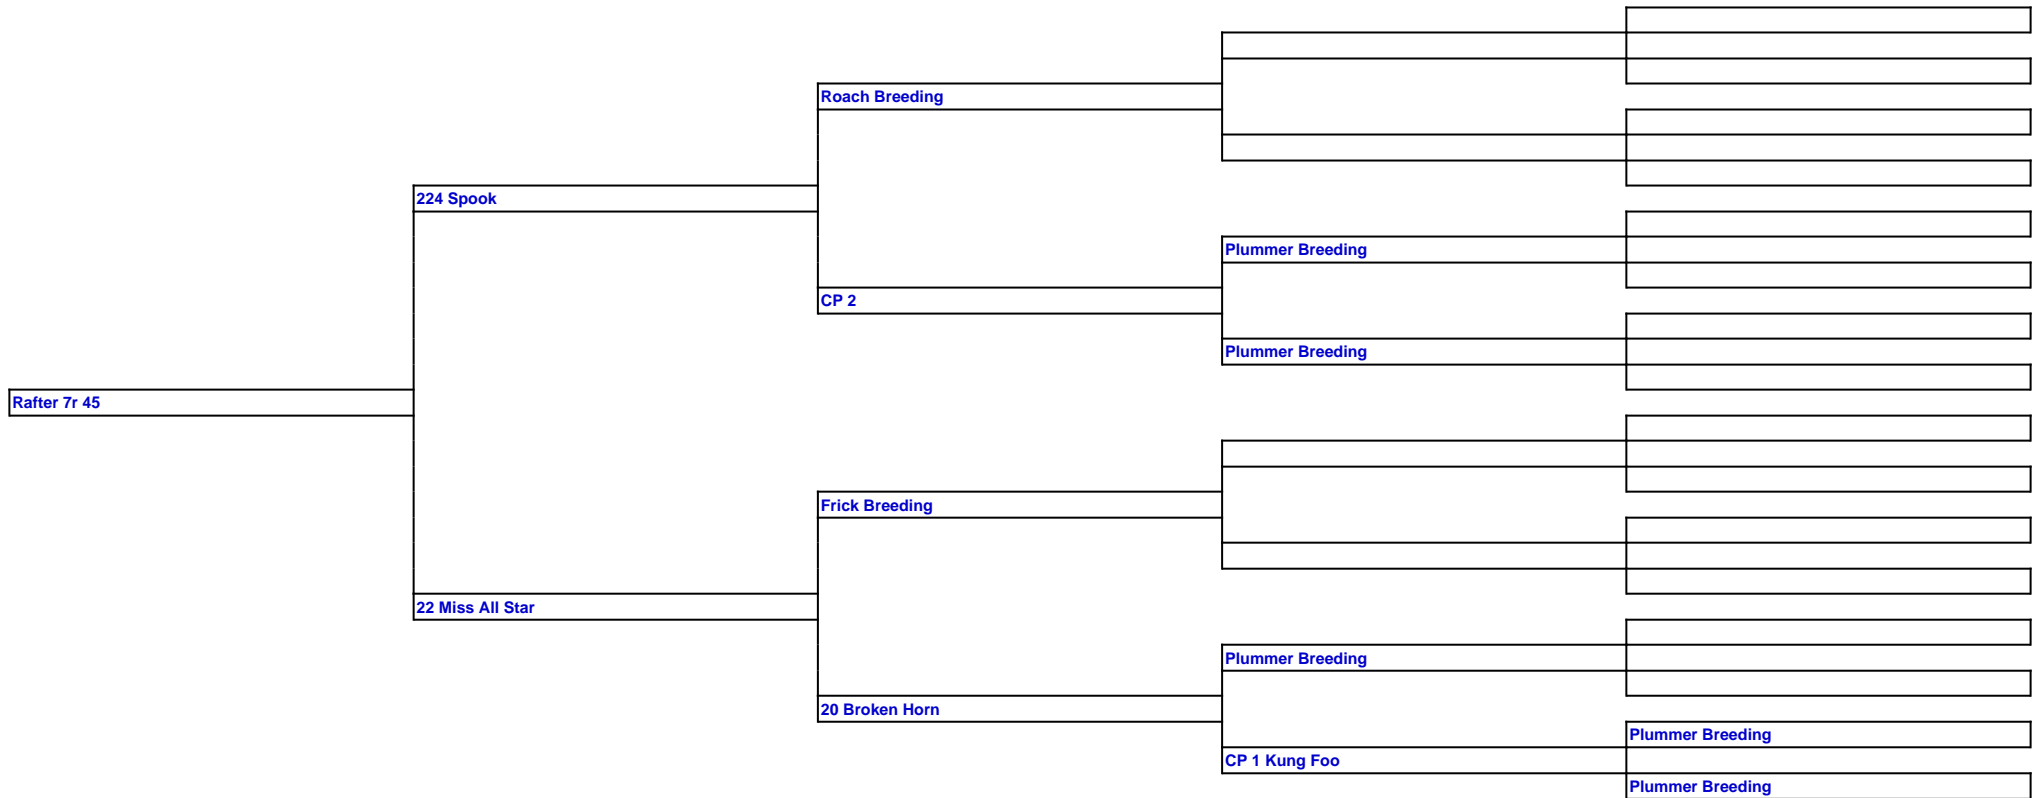 Roach Breeding
224 Spook
Plummer Breeding
CP 2
Plummer Breeding
Rafter 7r 45
Frick Breeding
22 Miss All Star
Plummer Breeding
20 Broken Horn
Plummer Breeding
CP 1 Kung Foo
Plummer Breeding